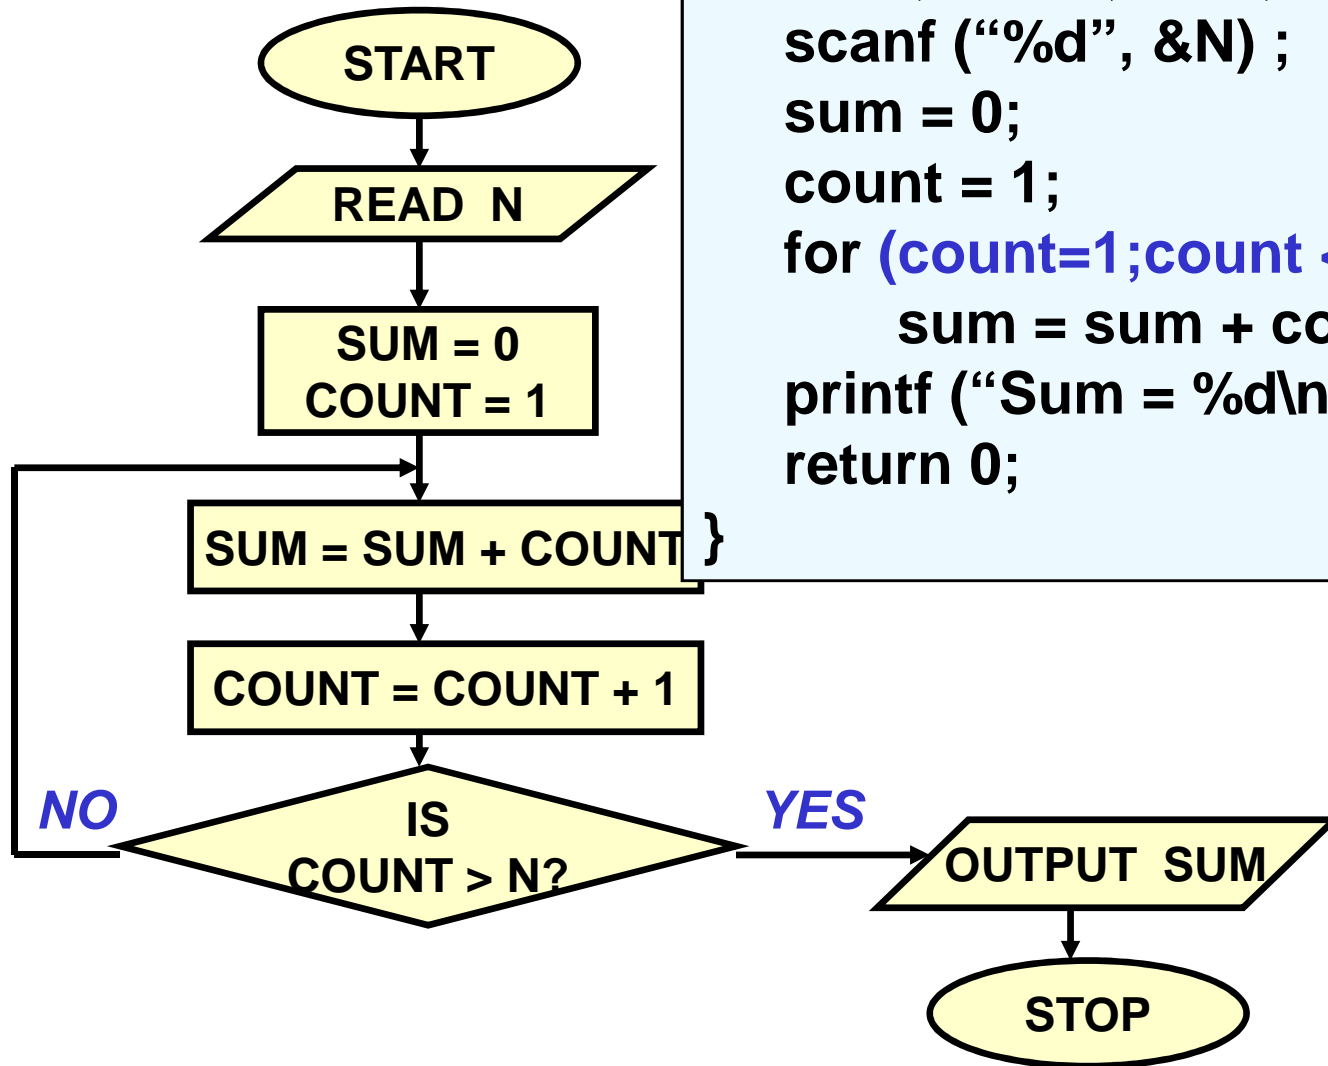 START
READ N
SUM = 0
COUNT = 1
SUM = SUM + COUNT
COUNT = COUNT + 1
IS
COUNT > N?
NO
YES
OUTPUT SUM
STOP
scanf (“%d”, &N) ;
sum = 0;
count = 1;
for (count=1;count <
sum = sum + co
printf (“Sum = %d\n
return 0;
}